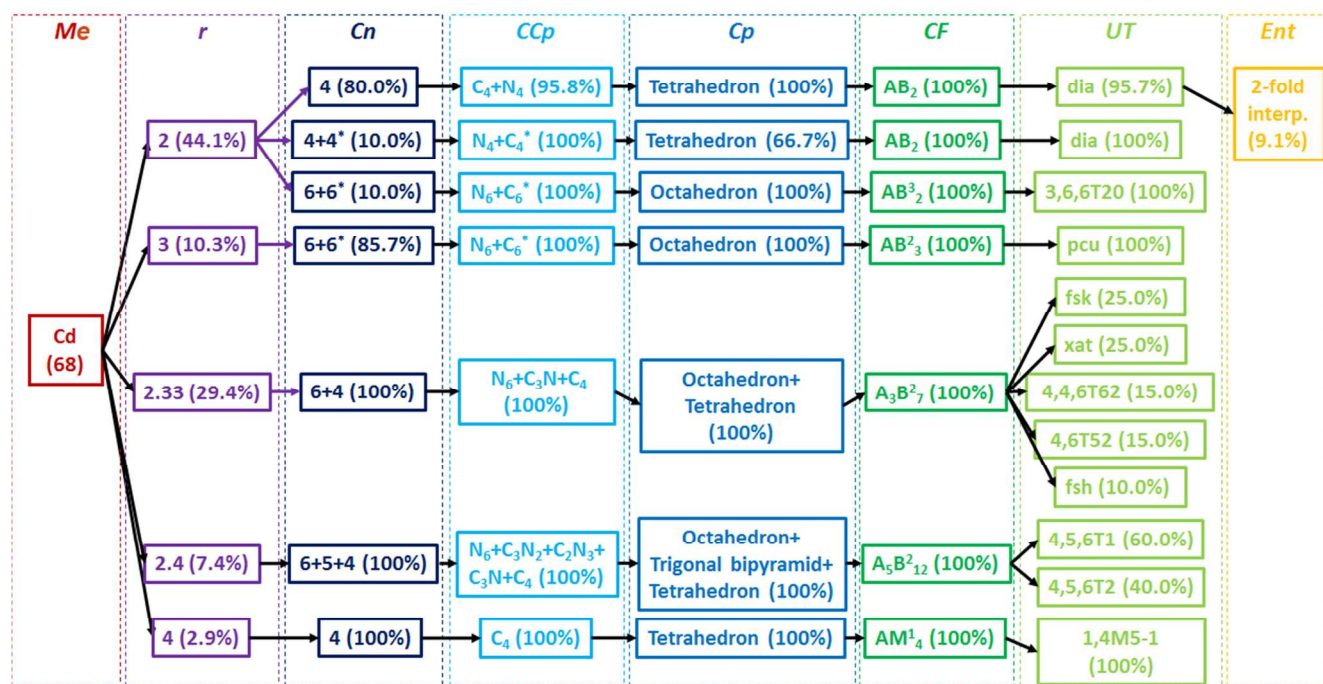 Me r Cn CCp Cp CF UT Ent
4 (80.0%) C₄+N₄ (95.8%) Tetrahedron (100%) AB₂ (100%) dia (95.7%) 2-fold
interp.
(9.1%)
2 (44.1%) 4+4* (10.0%) N₄+C₄* (100%) Tetrahedron (66.7%) AB₂ (100%) dia (100%)
6+6* (10.0%) N₆+C₆* (100%) Octahedron (100%) AB³₂ (100%) 3,6,6T20 (100%)
3 (10.3%) 6+6* (85.7%) N₆+C₆* (100%) Octahedron (100%) AB²₃ (100%) pcu (100%)
Cd
(68)
2.33 (29.4%) 6+4 (100%) N₆+C₃N+C₄
(100%)
Octahedron+
Tetrahedron
(100%)
A₃B²₇ (100%)
fsk (25.0%)
xat (25.0%)
4,4,6T62 (15.0%)
4,6T52 (15.0%)
fsh (10.0%)
2.4 (7.4%) 6+5+4 (100%) N₆+C₃N₂+C₂N₃+
C₃N+C₄ (100%)
Octahedron+
Trigonal bipyramid+
Tetrahedron (100%)
A₅B²₁₂ (100%)
4,5,6T1 (60.0%)
4,5,6T2 (40.0%)
4 (2.9%) 4 (100%) C₄ (100%) Tetrahedron (100%) AM¹₄ (100%) 1,4M5-1
(100%)